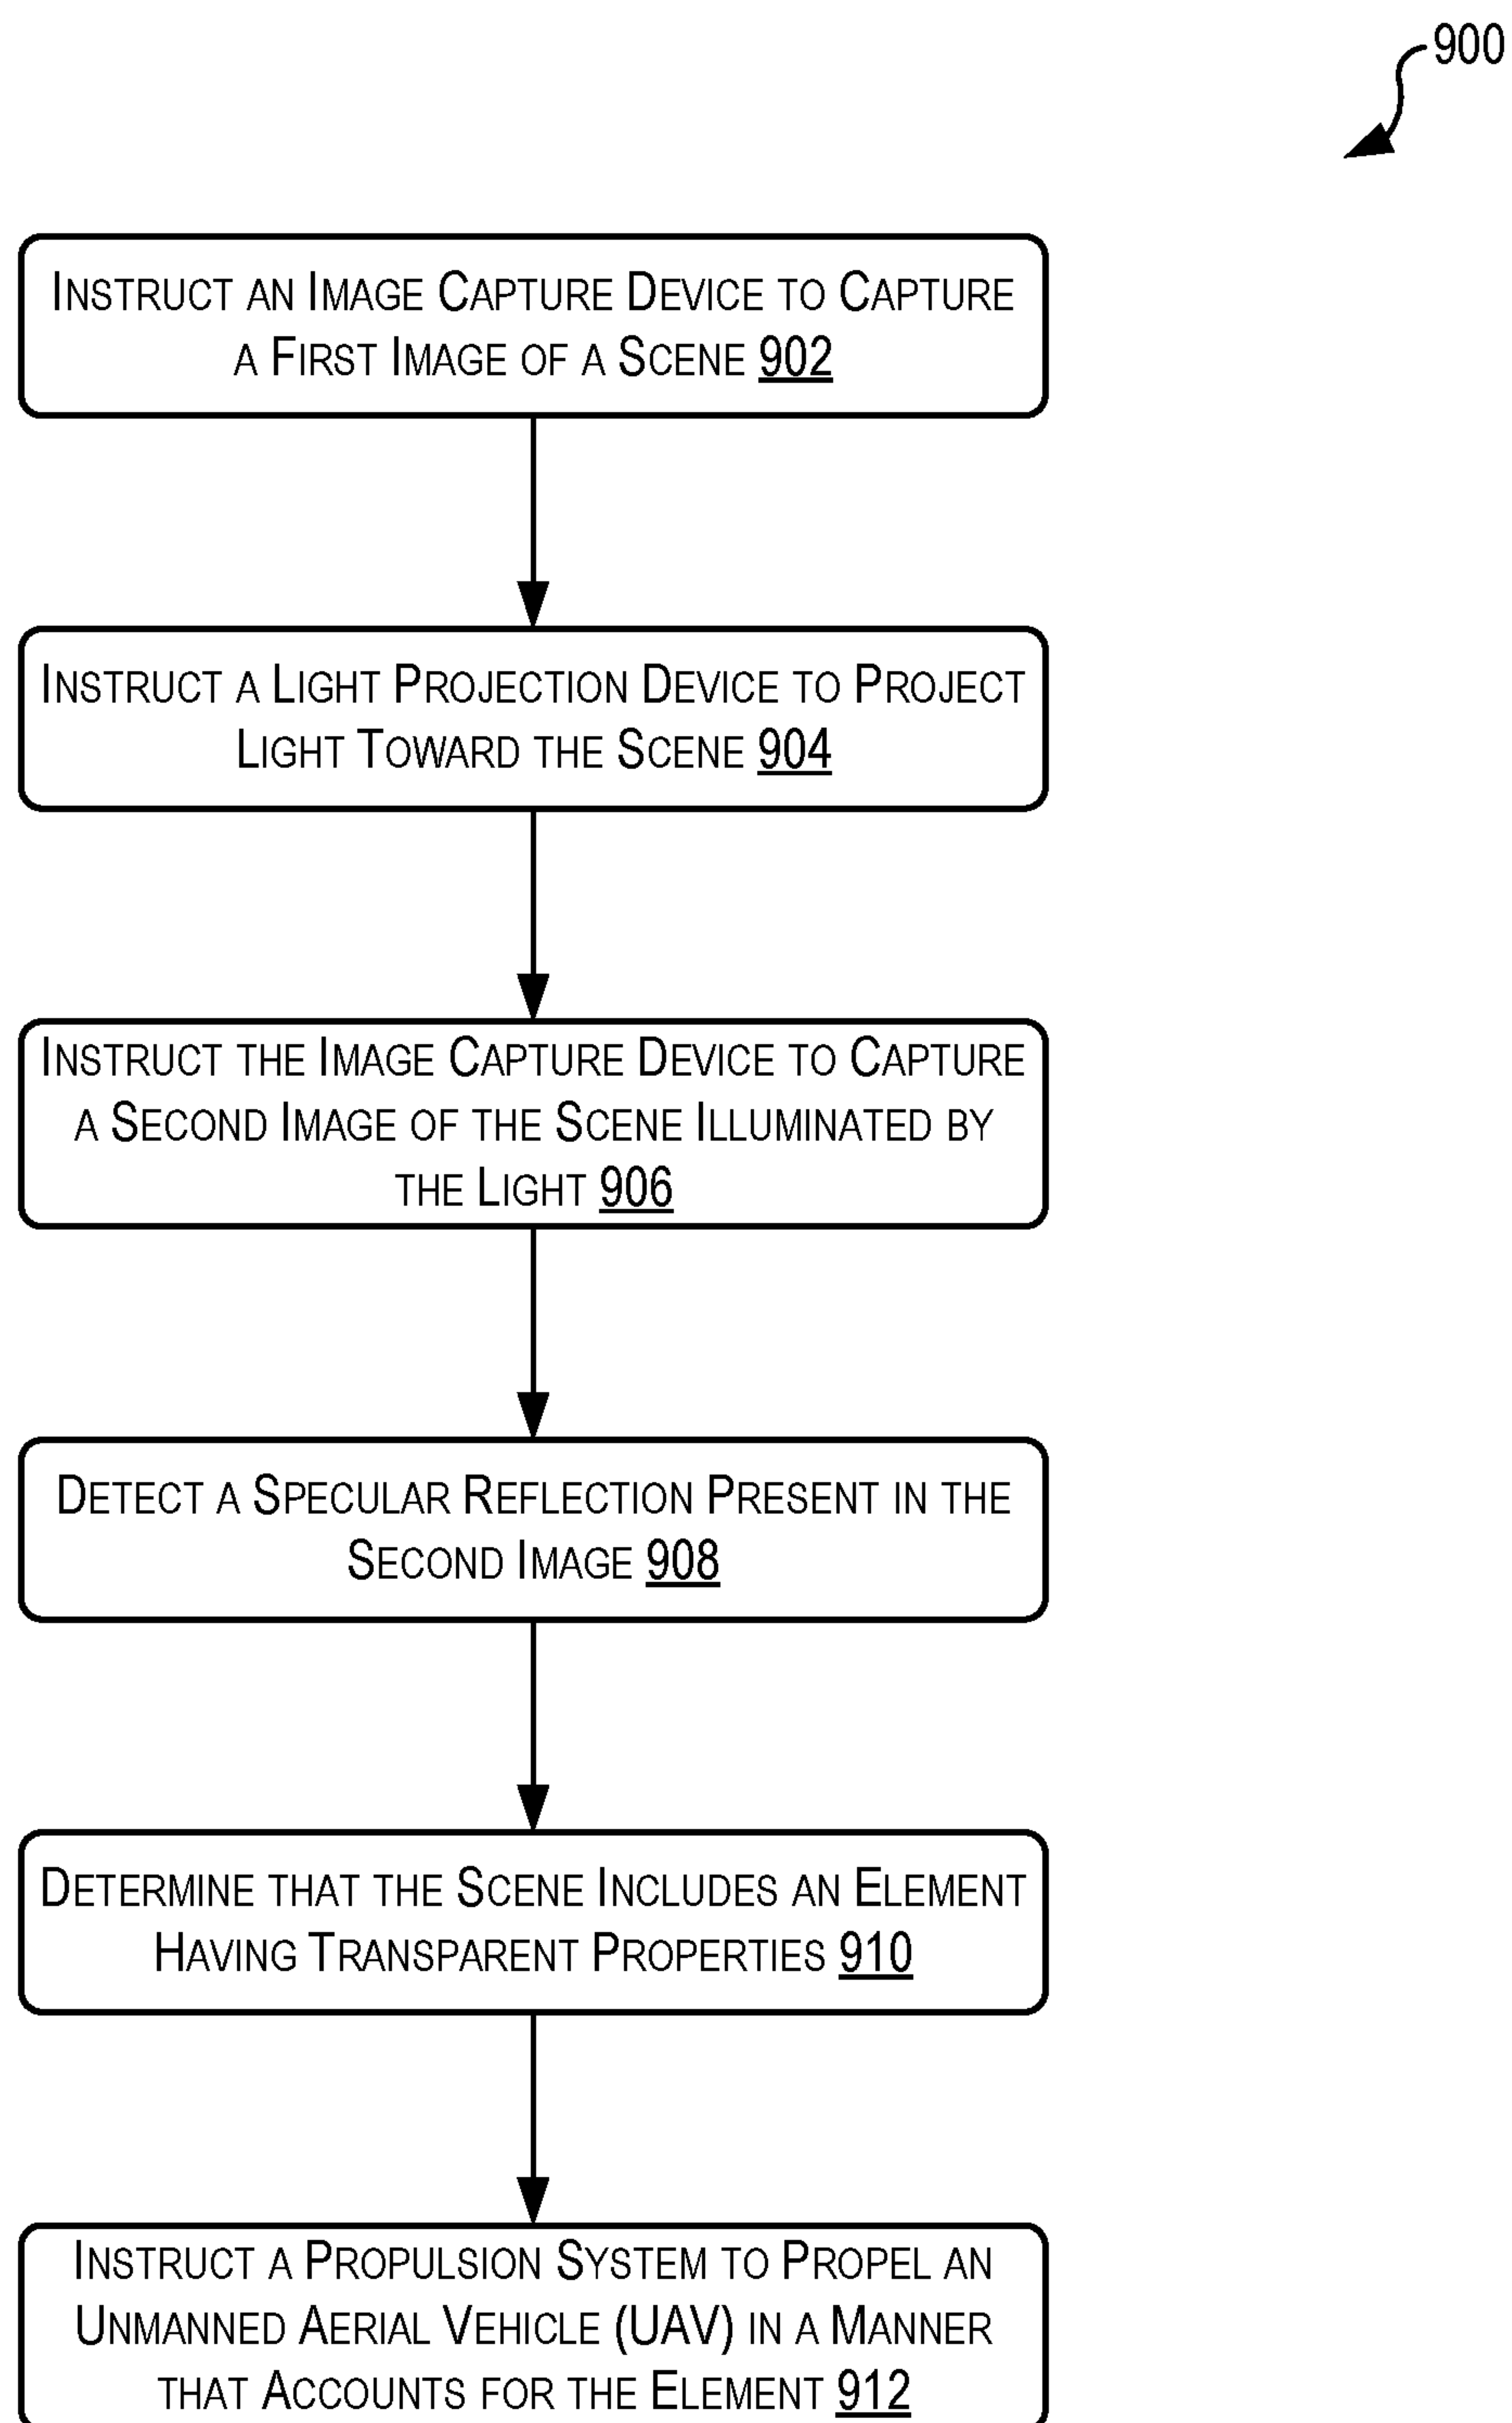 900
Instruct an Image Capture Device to Capture
a First Image of a Scene 902
Instruct a Light Projection Device to Project
Light Toward the Scene 904
Instruct the Image Capture Device to Capture
a Second Image of the Scene Illuminated by
the Light 906
Detect a Specular Reflection Present in the
Second Image 908
Determine that the Scene Includes an Element
Having Transparent Properties 910
Instruct a Propulsion System to Propel an
Unmanned Aerial Vehicle (UAV) in a Manner
that Accounts for the Element 912